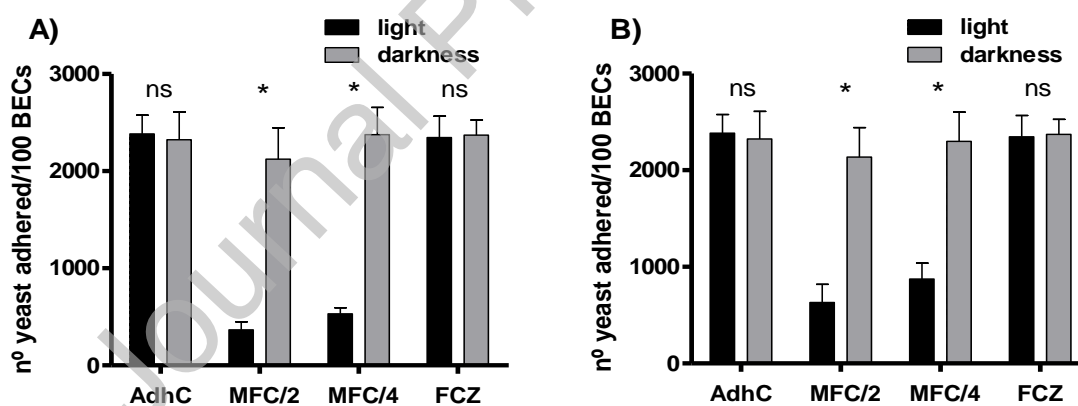 A)
light
darkness
nº yeast adhered/100 BECs
3000
2000
1000
0
ns
*
*
ns
AdhC
MFC/2
MFC/4
FCZ
B)
light
darkness
nº yeast adhered/100 BECs
3000
2000
1000
0
ns
*
*
ns
AdhC
MFC/2
MFC/4
FCZ
Journal P